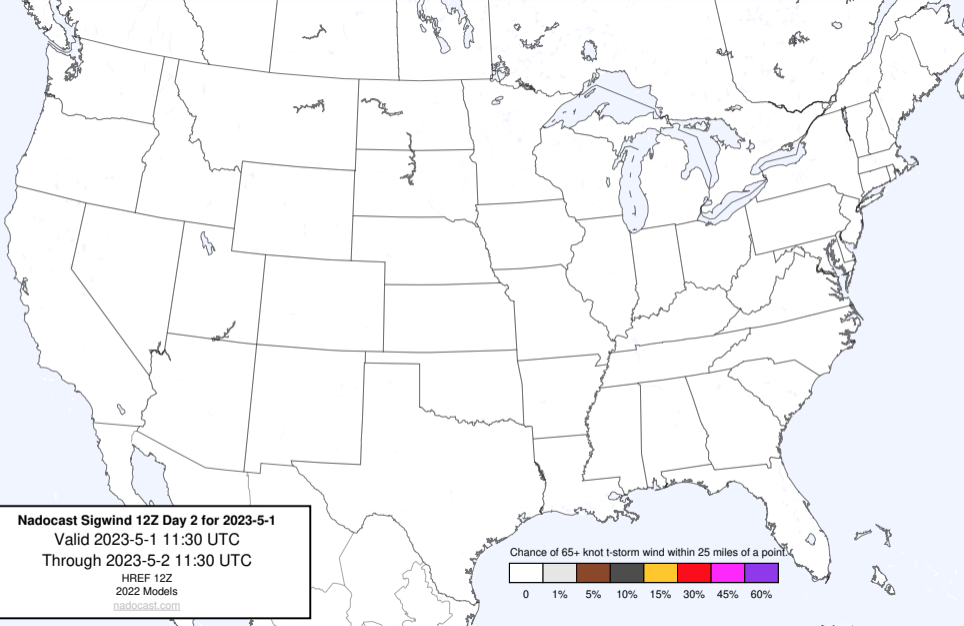 Nadocast Sigwind 12Z Day 2 for 2023-5-1
Valid 2023-5-1 11:30 UTC
Through 2023-5-2 11:30 UTC
HREF 12Z
2022 Models
nadocast.com
Chance of 65+ knot t-storm wind within 25 miles of a point.
0 1% 5% 10% 15% 30% 45% 60%